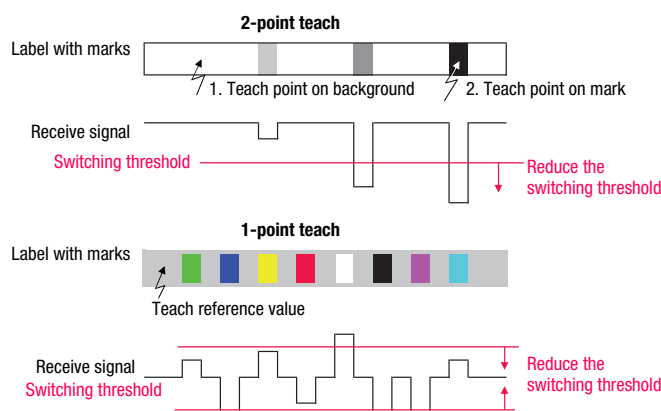 2-point teach
Label with marks
1. Teach point on background
2. Teach point on mark
Receive signal
Switching threshold
Reduce the
switching threshold
1-point teach
Label with marks
Teach reference value
Receive signal
Switching threshold
Reduce the
switching threshold